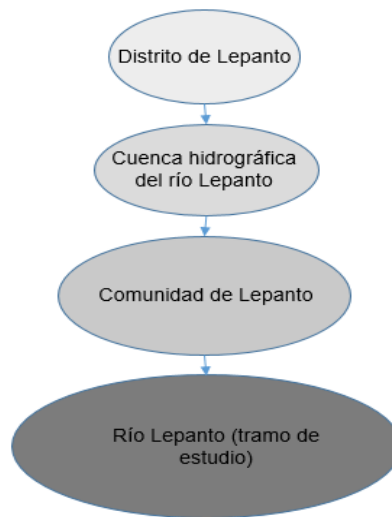 Distrito de Lepanto
Cuenca hidrográfica
del río Lepanto
Comunidad de Lepanto
Río Lepanto (tramo de
estudio)